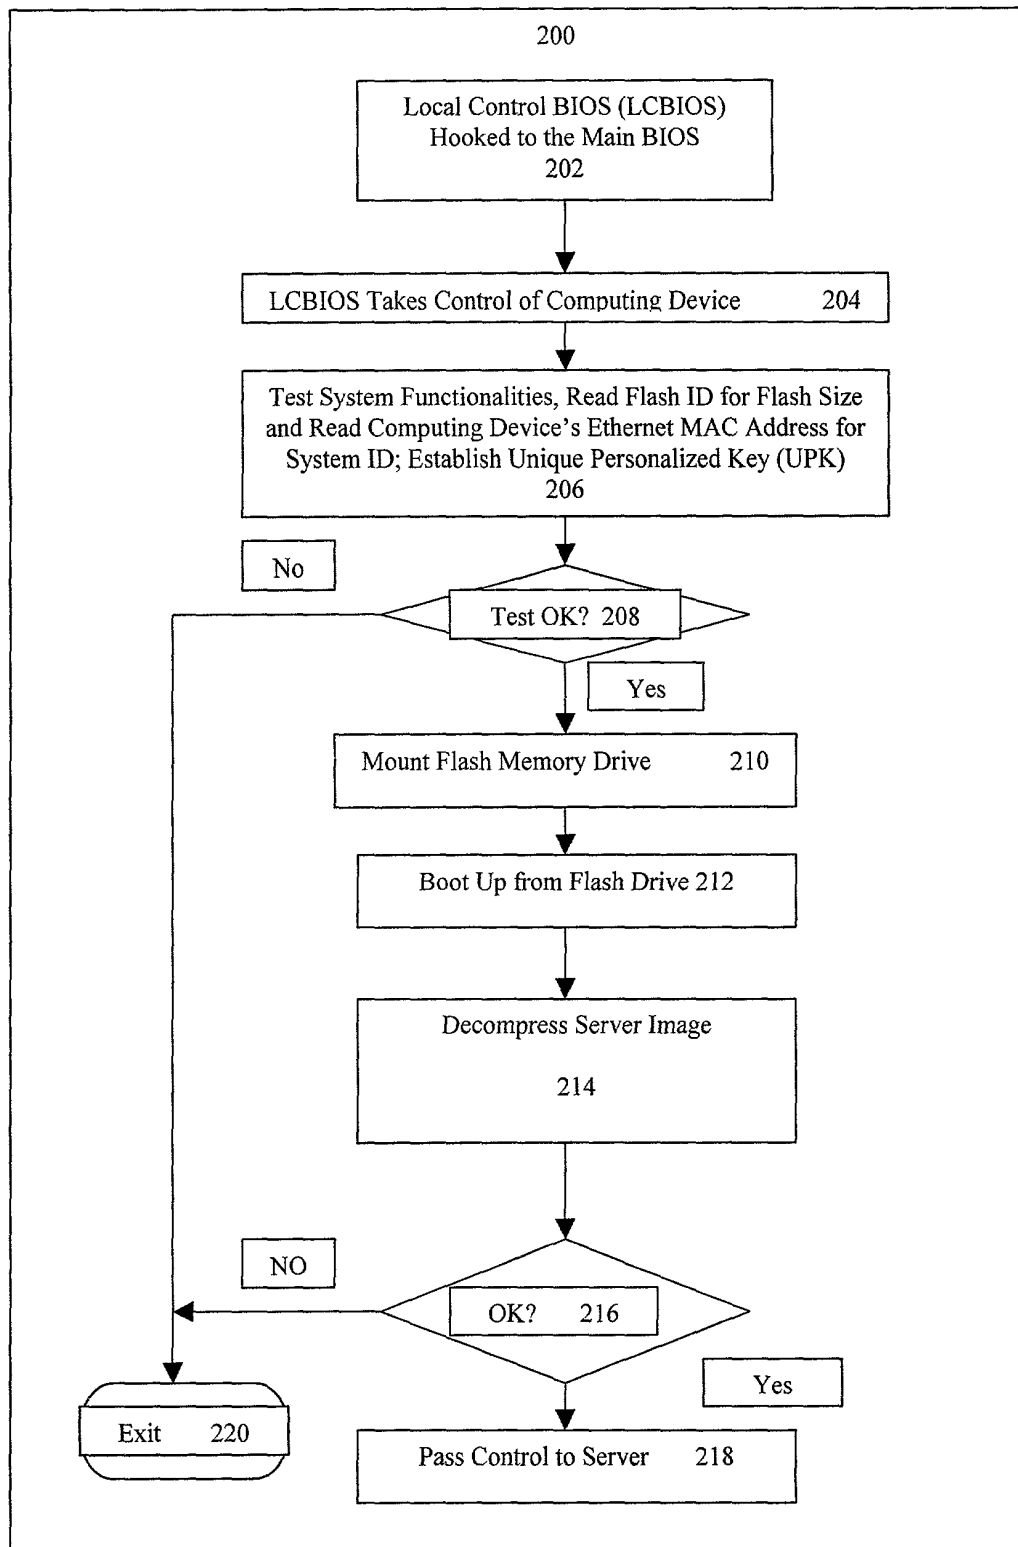 200
Local Control BIOS (LCBIOS)
Hooked to the Main BIOS
202
LCBIOS Takes Control of Computing Device 204
Test System Functionalities, Read Flash ID for Flash Size
and Read Computing Device's Ethernet MAC Address for
System ID; Establish Unique Personalized Key (UPK)
206
No
Test OK? 208
Yes
Mount Flash Memory Drive 210
Boot Up from Flash Drive 212
Decompress Server Image
214
NO
OK? 216
Yes
Exit 220
Pass Control to Server 218